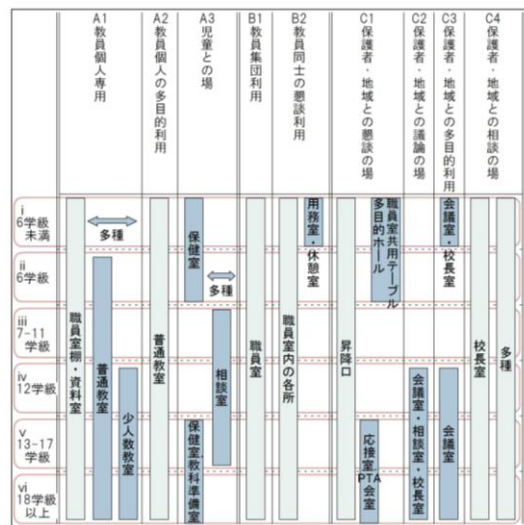 A1 教員個人専用
A2 教員個人の多目的利用
A3 児童との場
B1 教員集団利用
B2 教員同士の懇談利用
C1 保護者・地域との懇談の場
C2 保護者・地域との議論の場
C3 保護者・地域との多目的利用
C4 保護者・地域との相談の場
i
6学級
未満
ii
6学級
iii
7-11
学級
iv
12学級
v
13-17
学級
vi
18学級
以上
職員室棚・資料室
多種
普通教室
少人数教室
普通教室
保健室
多種
相談室
保健室,教科準備室
職員室
職員室内の各所
用務室・休憩室
昇降口
多目的ホール
職員室共用テーブル
応接室
PTA
会室
会議室・相談室・校長室
会議室・校長室
会議室
校長室
多種